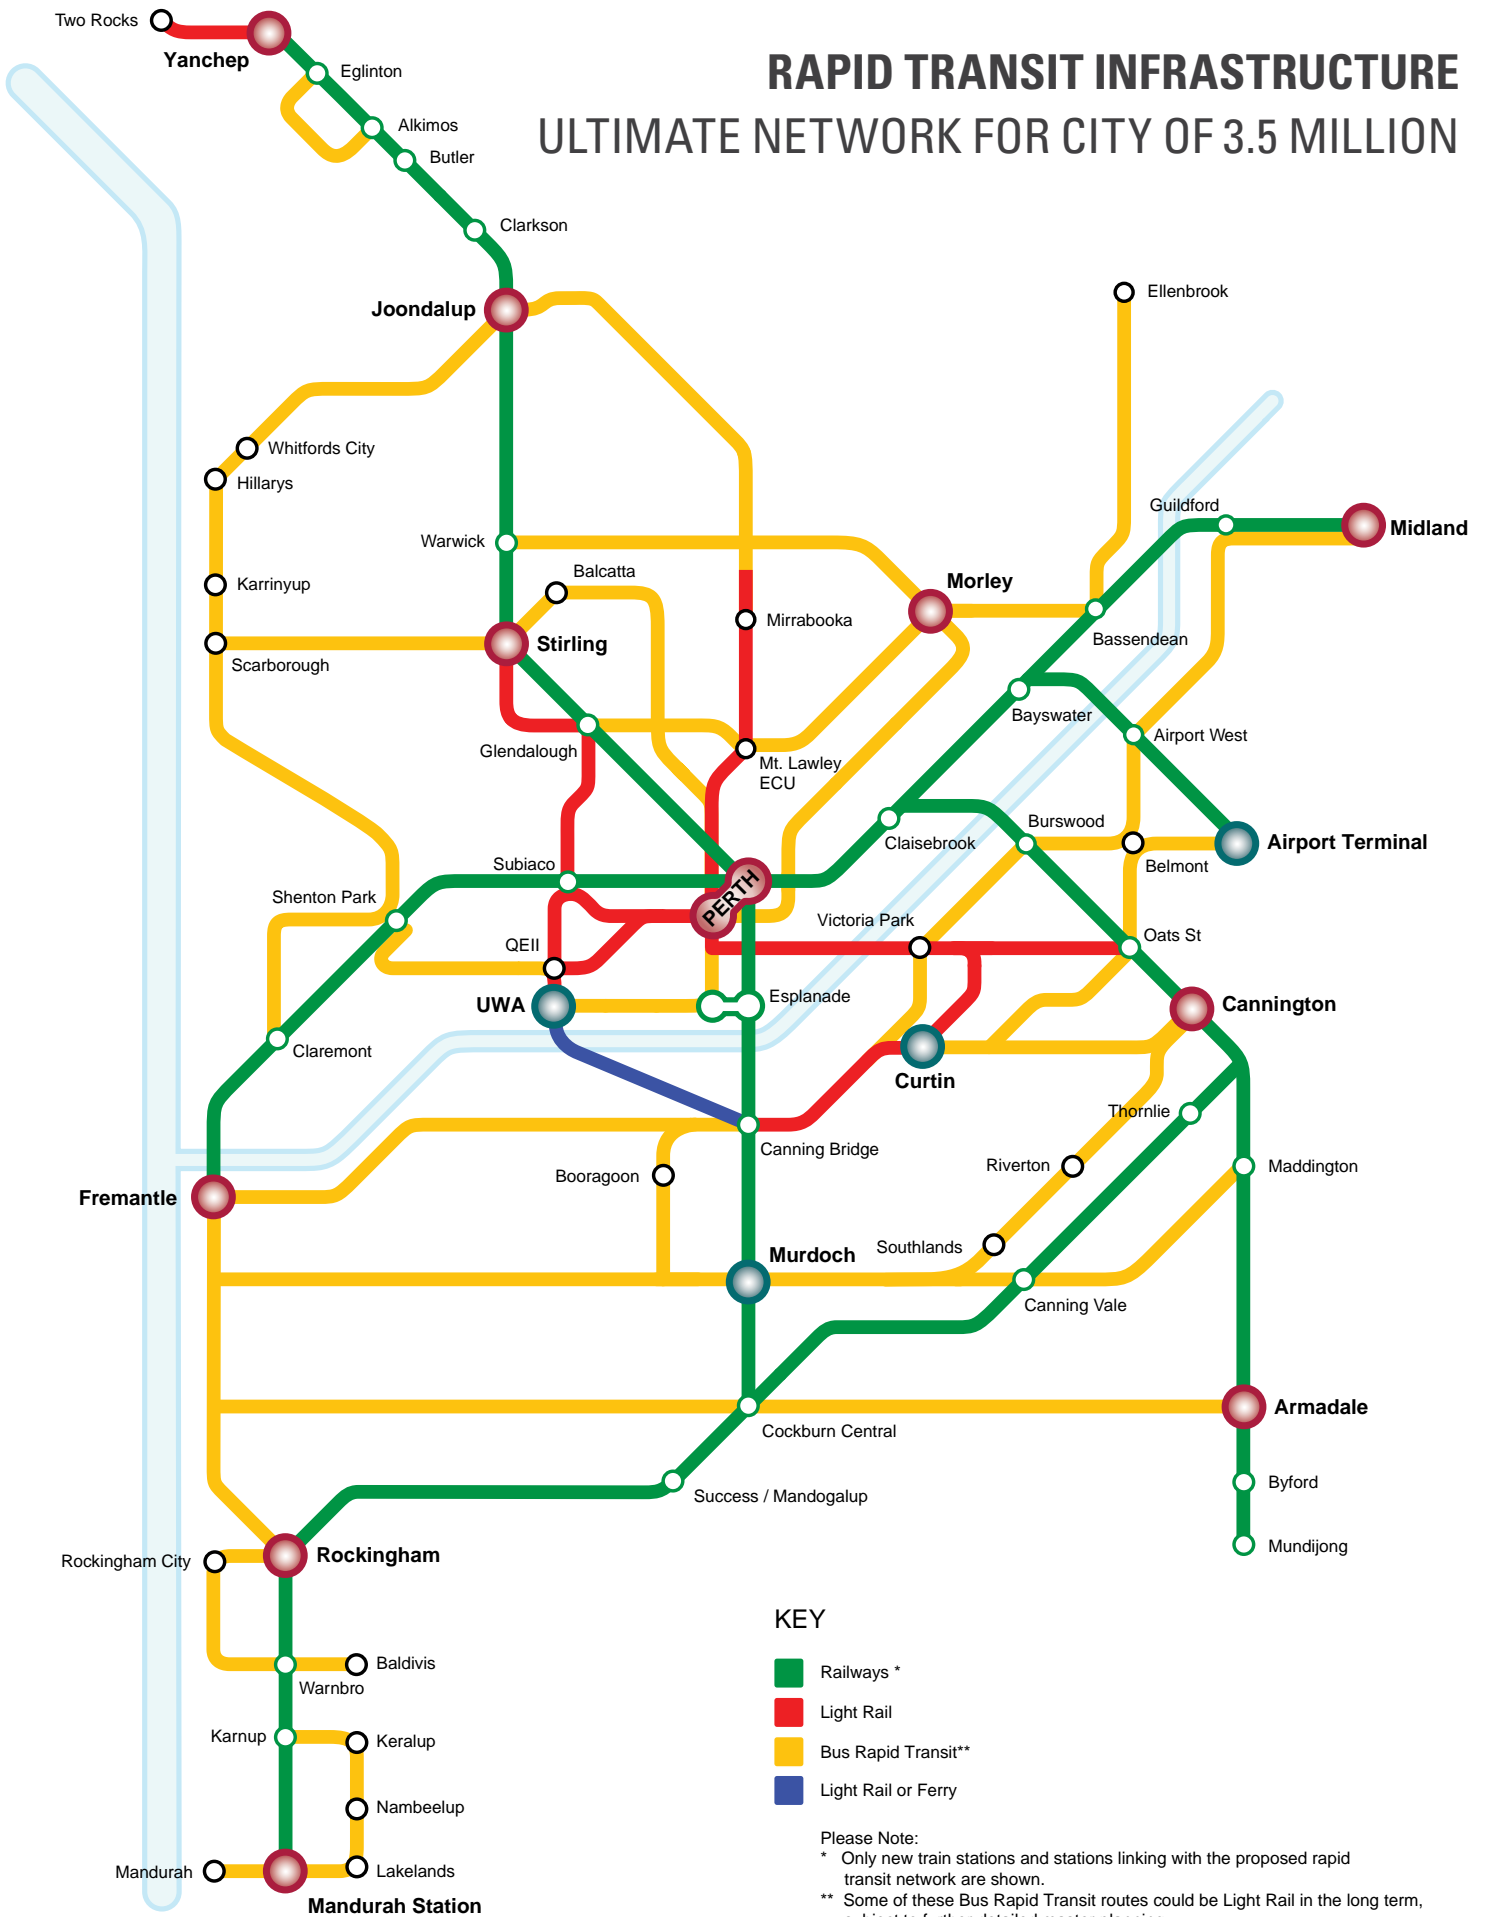 Two Rocks
Yanchep
RAPID TRANSIT INFRASTRUCTURE
ULTIMATE NETWORK FOR CITY OF 3.5 MILLION
Eglinton
Alkimos
Butler
Clarkson
Joondalup
Ellenbrook
Whitfords City
Hillarys
Guildford
Midland
Warwick
Balcatta
Morley
Karrinyup
Mirrabooka
Stirling
Bassendean
Scarborough
Bayswater
Airport West
Glendalough
Mt. Lawley
ECU
Burswood
Claisebrook
Airport Terminal
Belmont
Subiaco
Shenton Park
PERTH
Victoria Park
Oats St
QEII
UWA
Esplanade
Cannington
Claremont
Curtin
Thornlie
Canning Bridge
Booragoon
Riverton
Maddington
Fremantle
Southlands
Murdoch
Canning Vale
Armadale
Cockburn Central
Byford
Success / Mandogalup
Mundijong
Rockingham City
Rockingham
KEY
Railways *
Light Rail
Bus Rapid Transit**
Light Rail or Ferry
Baldivis
Warnbro
Karnup
Keralup
Nambeelup
Mandurah
Lakelands
Mandurah Station
Please Note:
* Only new train stations and stations linking with the proposed rapid
transit network are shown.
** Some of these Bus Rapid Transit routes could be Light Rail in the long term,